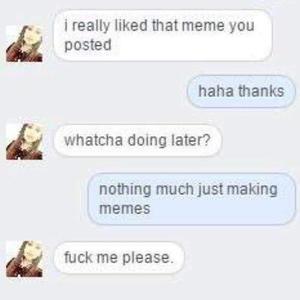 i really liked that meme you
posted
haha thanks
whatcha doing later?
nothing much just making
memes
fuck me please.